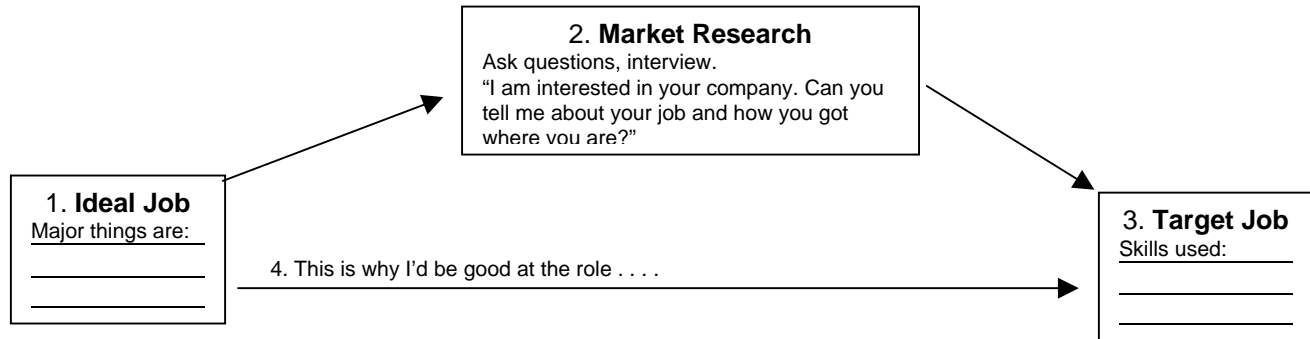 2. Market Research
Ask questions, interview.
“I am interested in your company. Can you
tell me about your job and how you got
where you are?”
1. Ideal Job
Major things are:
3. Target Job
Skills used:
4. This is why I’d be good at the role . . . .